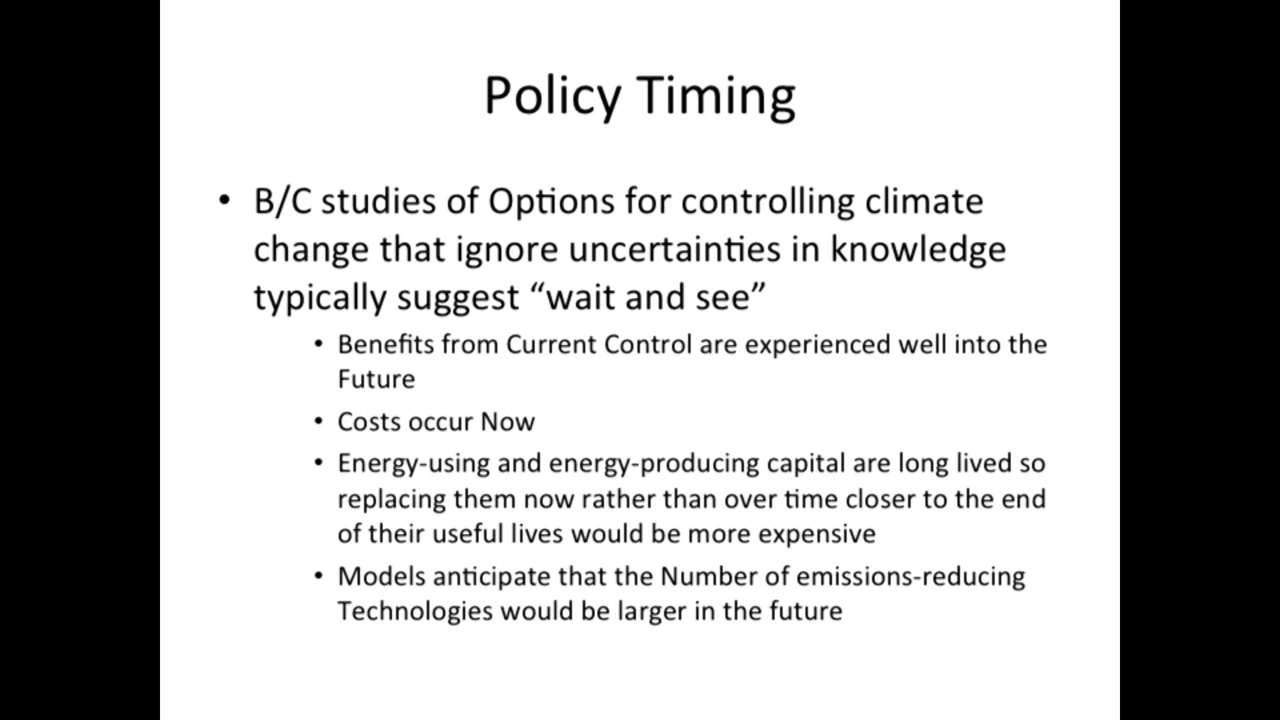 Policy Timing
• B/C studies of Options for controlling climate
change that ignore uncertainties in knowledge
typically suggest “wait and see”
• Benefits from Current Control are experienced well into the
Future
• Costs occur Now
• Energy-using and energy-producing capital are long lived so
replacing them now rather than over time closer to the end
of their useful lives would be more expensive
• Models anticipate that the Number of emissions-reducing
Technologies would be larger in the future